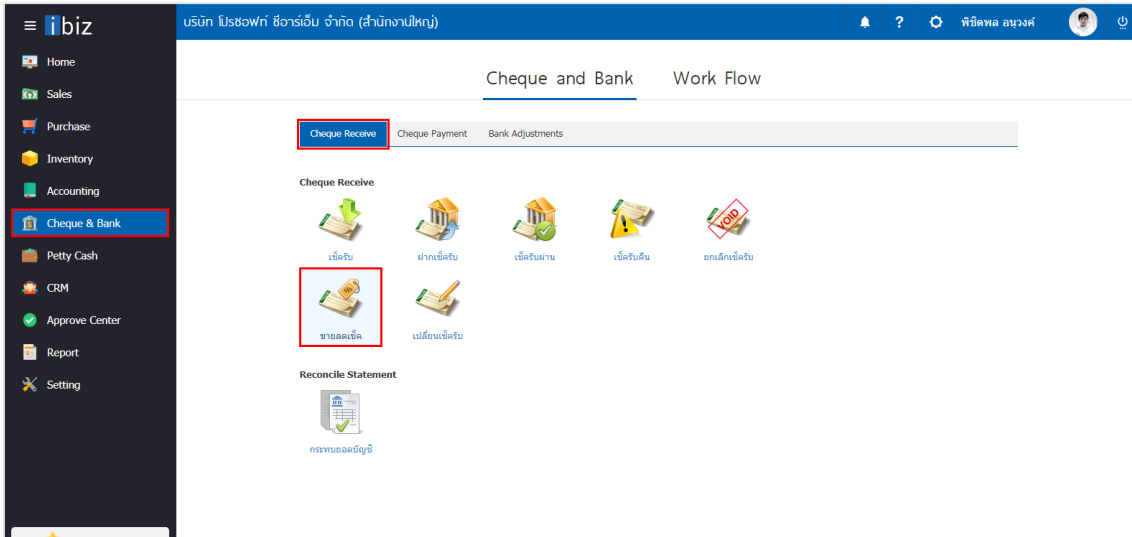 ibiz
บริษัท โปรซอฟท์ ซีอาร์เอ็ม จำกัด (สำนักงานใหญ่)
? พิชิตพล อนุวงศ์
Home
Sales
Purchase
Inventory
Accounting
Cheque & Bank
Petty Cash
CRM
Approve Center
Report
Setting
Cheque and Bank Work Flow
Cheque Receive Cheque Payment Bank Adjustments
Cheque Receive
VOID
เช็ครับ ฝากเช็ครับ เช็ครับผ่าน เช็ครับคืน ยกเลิกเช็ครับ
ขายลดเช็ค เปลี่ยนเช็ครับ
Reconcile Statement
กระทบยอดบัญชี